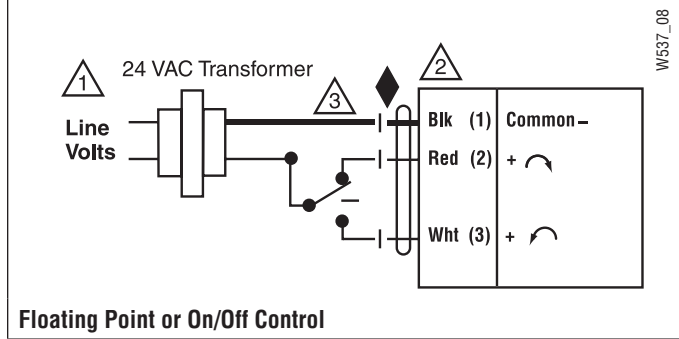 W537_08
1
24 VAC Transformer
3
2
Line
Volts
Blk (1) Common –
Red (2) +
Wht (3) +
Floating Point or On/Off Control